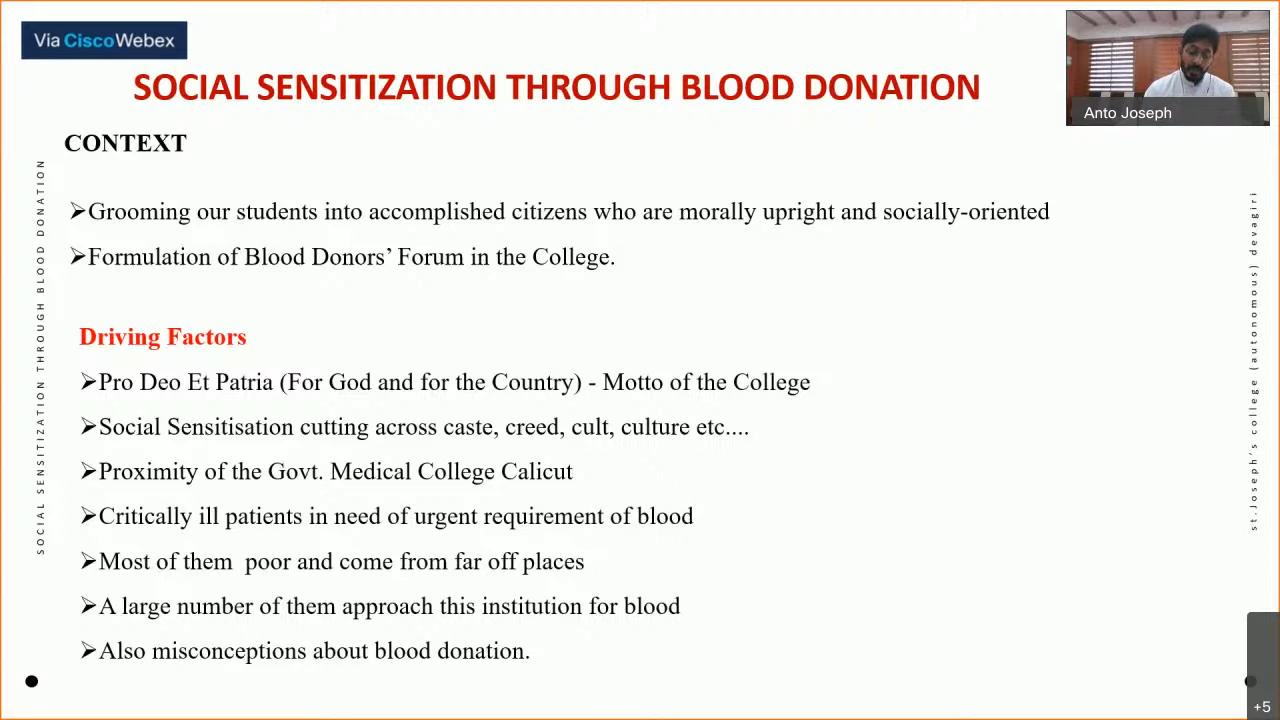 Via CiscoWebex
SOCIAL SENSITIZATION THROUGH BLOOD DONATION
Anto Joseph
CONTEXT
SOCIAL SENSITIZATION THROUGH BLOOD DONATION
➢Grooming our students into accomplished citizens who are morally upright and socially-oriented
➢Formulation of Blood Donors’ Forum in the College.
Driving Factors
➢Pro Deo Et Patria (For God and for the Country) - Motto of the College
➢Social Sensitisation cutting across caste, creed, cult, culture etc....
➢Proximity of the Govt. Medical College Calicut
➢Critically ill patients in need of urgent requirement of blood
➢Most of them  poor and come from far off places
➢A large number of them approach this institution for blood
➢Also misconceptions about blood donation.
st.Joseph's college (autonomous) devagiri
+5